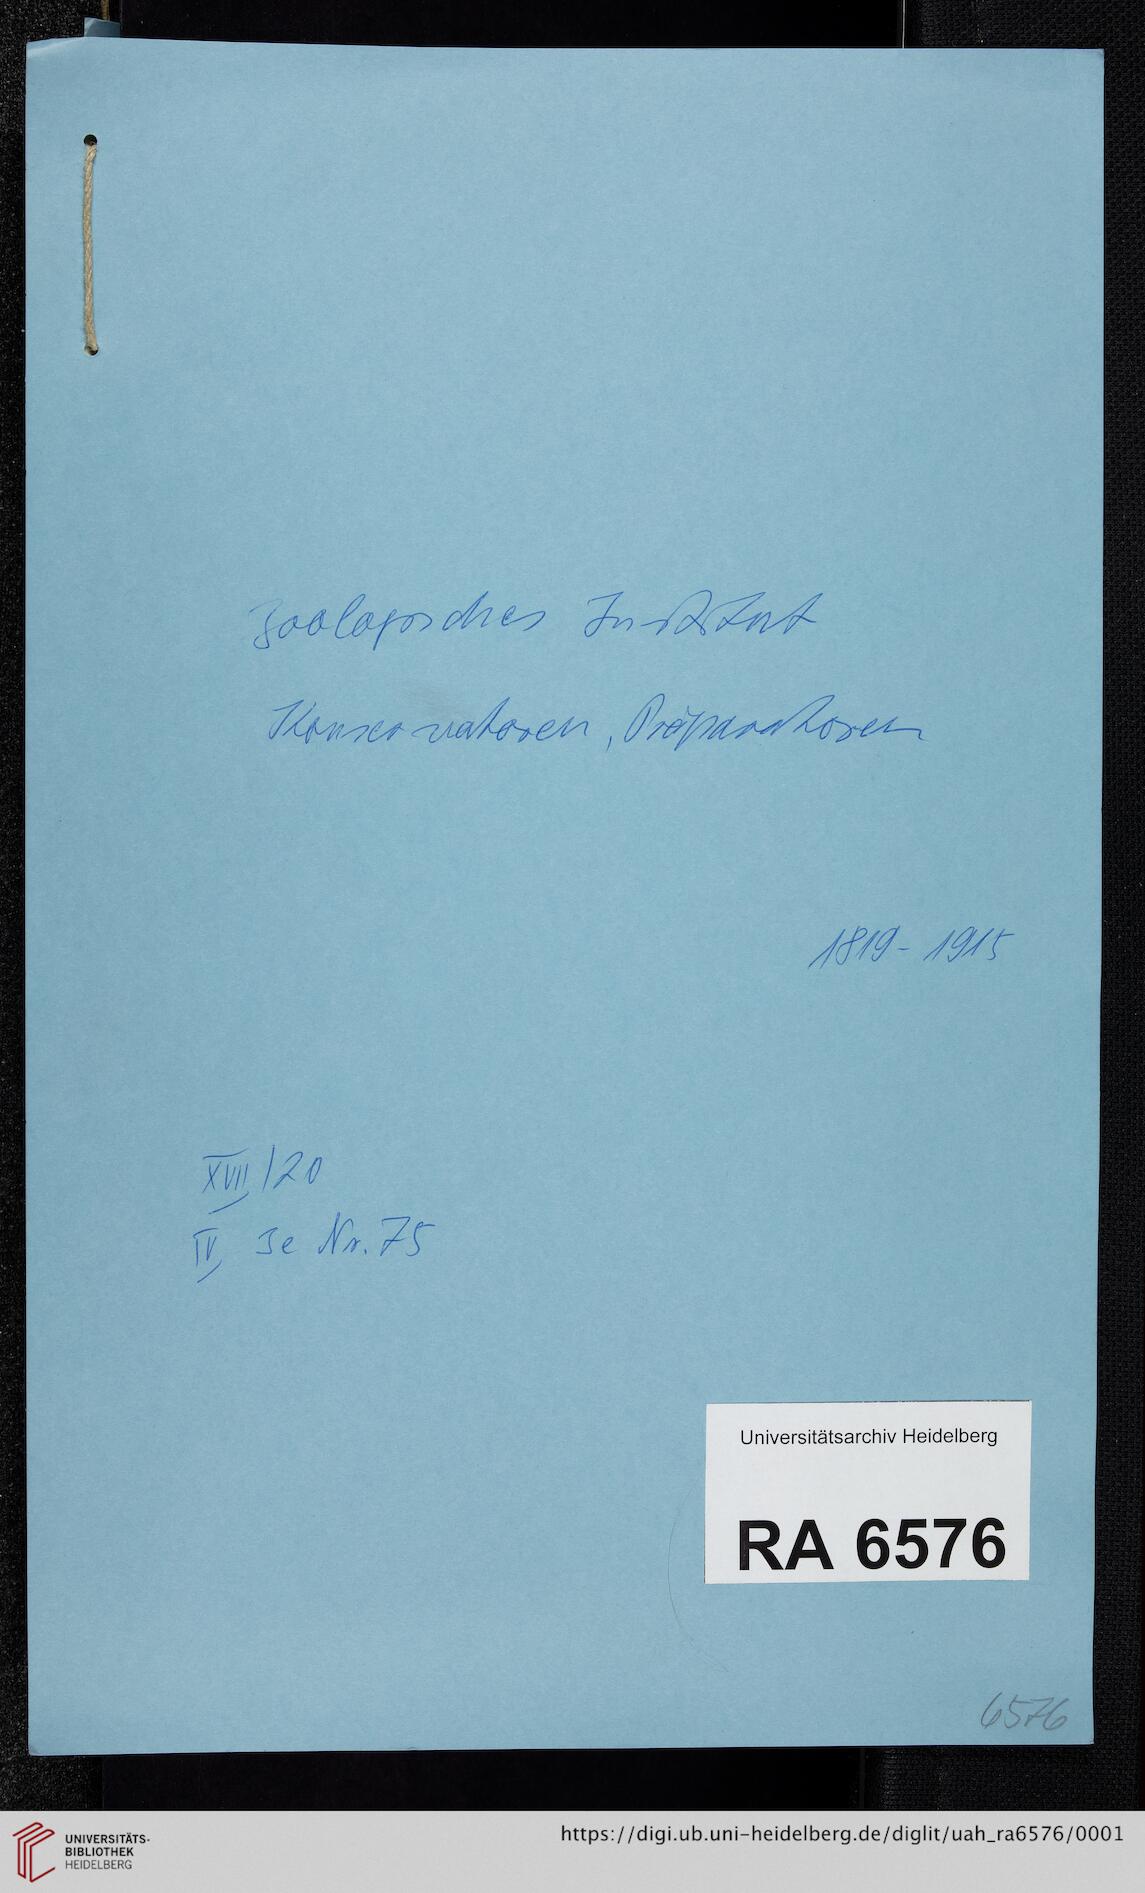 Zoologisches Institut
Konservatoren, Präparatoren
1819-1915
XVII/20
IV 3e Nr. 75
Universitätsarchiv Heidelberg
RA 6576
6576
UNIVERSITÄTS-
BIBLIOTHEK
HEIDELBERG
https://digi.ub.uni-heidelberg.de/diglit/uah_ra6576/0001